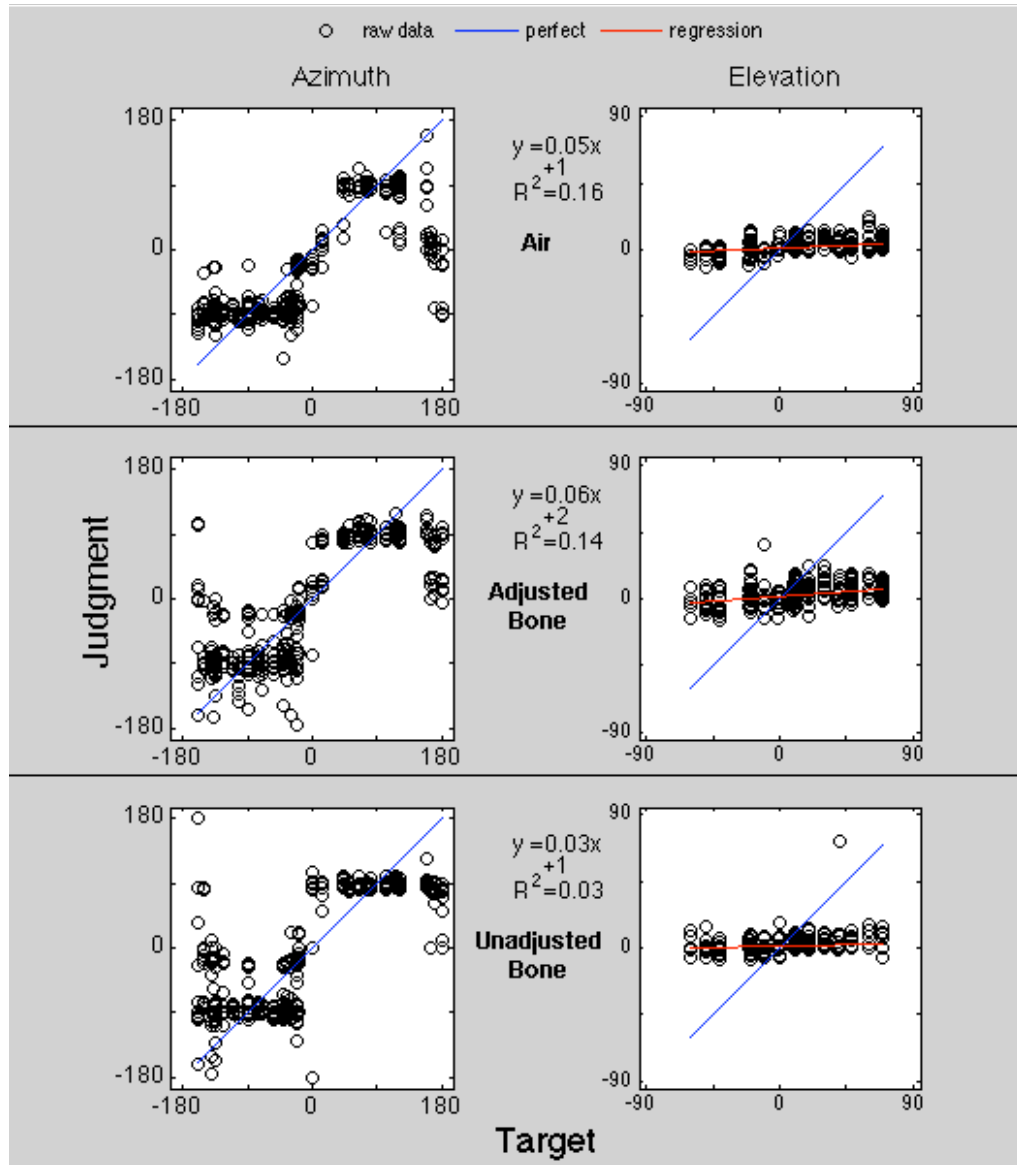 raw data perfect regression
Azimuth Elevation
180
0
-180
-180 0 180
y=0.05x
+1
R²=0.16
Air
90
0
-90
-90 0 90
Judgment
180
0
-180
-180 0 180
y=0.06x
+2
R²=0.14
Adjusted
Bone
90
0
-90
-90 0 90
180
0
-180
-180 0 180
y=0.03x
+1
R²=0.03
Unadjusted
Bone
90
0
-90
-90 0 90
Target